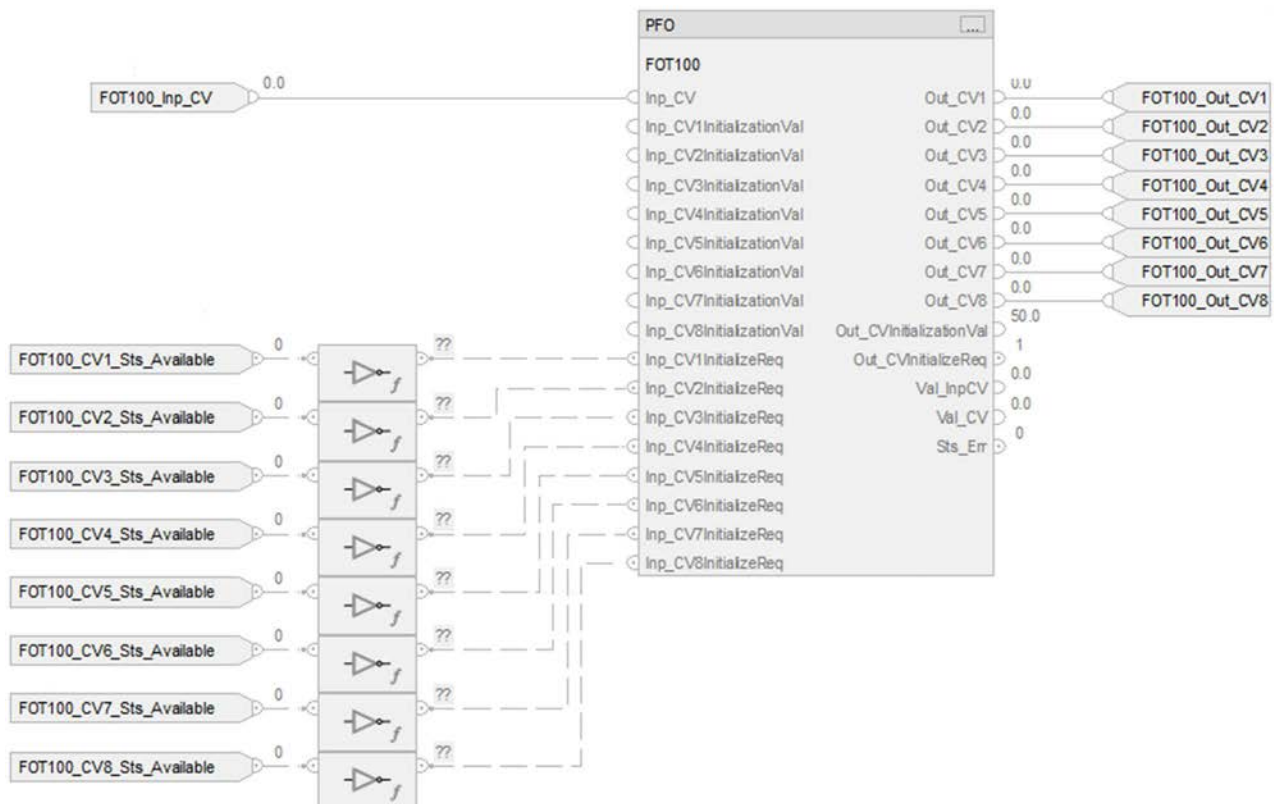 PFO ...
FOT100
FOT100_Inp_CV 0.0 Inp_CV Out_CV1 0.0 FOT100_Out_CV1
Inp_CV1InitializationVal Out_CV2 0.0 FOT100_Out_CV2
Inp_CV2InitializationVal Out_CV3 0.0 FOT100_Out_CV3
Inp_CV3InitializationVal Out_CV4 0.0 FOT100_Out_CV4
Inp_CV4InitializationVal Out_CV5 0.0 FOT100_Out_CV5
Inp_CV5InitializationVal Out_CV6 0.0 FOT100_Out_CV6
Inp_CV6InitializationVal Out_CV7 0.0 FOT100_Out_CV7
Inp_CV7InitializationVal Out_CV8 0.0 FOT100_Out_CV8
Inp_CV8InitializationVal Out_CVInitializationVal 50.0
FOT100_CV1_Sts_Available 0 f ?? Inp_CV1InitializeReq Out_CVInitializeReq 1
Inp_CV2InitializeReq Val_InpCV 0.0
FOT100_CV2_Sts_Available 0 f ?? Inp_CV3InitializeReq Val_CV 0.0
Inp_CV4InitializeReq Sts_Err 0
FOT100_CV3_Sts_Available 0 f ?? Inp_CV5InitializeReq
Inp_CV6InitializeReq
FOT100_CV4_Sts_Available 0 f ?? Inp_CV7InitializeReq
Inp_CV8InitializeReq
FOT100_CV5_Sts_Available 0 f ??
FOT100_CV6_Sts_Available 0 f ??
FOT100_CV7_Sts_Available 0 f ??
FOT100_CV8_Sts_Available 0 f ??